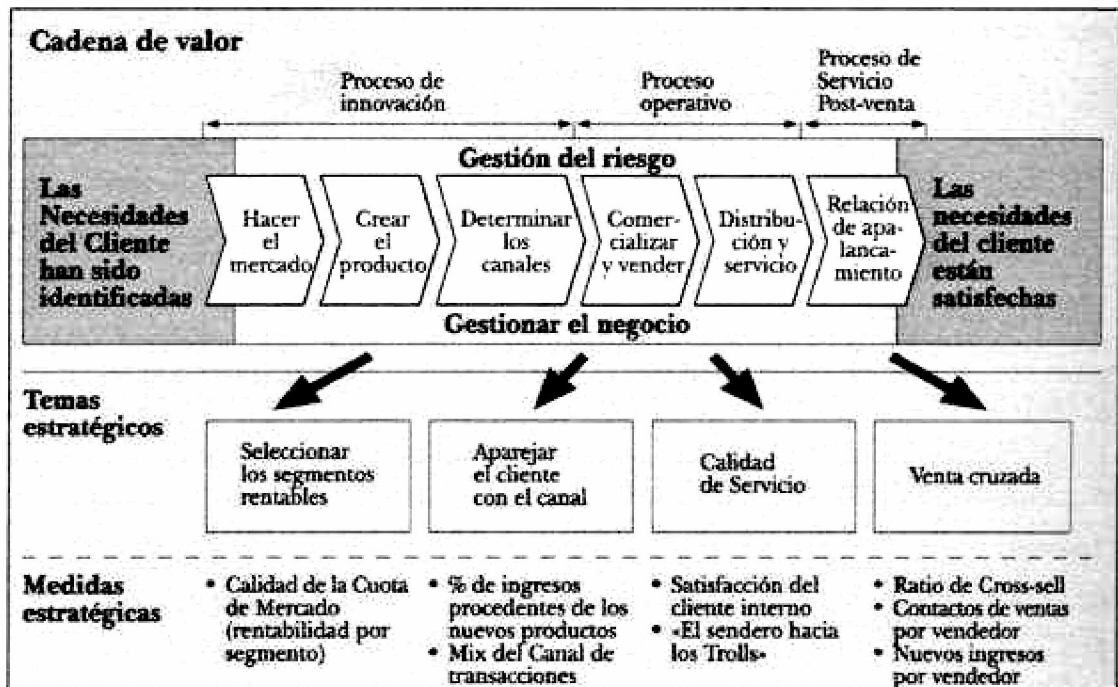 Cadena de valor
Proceso de
innovación
Proceso
operativo
Proceso de
Servicio
Post-venta
Gestión del riesgo
Las
Necesidades
del Cliente
han sido
identificadas
Hacer
el
mercado
Crear
el
producto
Determinar
los
canales
Comer-
cializar
y vender
Distribu-
ción y
servicio
Relación
de apa-
lanca-
miento
Las
necesidades
del cliente
están
satisfechas
Gestionar el negocio
Temas
estratégicos
Seleccionar
los segmentos
rentables
Aparejar
el cliente
con el canal
Calidad
de Servicio
Venta cruzada
Medidas
estratégicas
• Calidad de la Cuota
de Mercado
(rentabilidad por
segmento)
• % de ingresos
procedentes de los
nuevos productos
• Mix del Canal de
transacciones
• Satisfacción del
cliente interno
• «El sendero hacia
los Trolls»
• Ratio de Cross-sell
• Contactos de ventas
por vendedor
• Nuevos ingresos
por vendedor